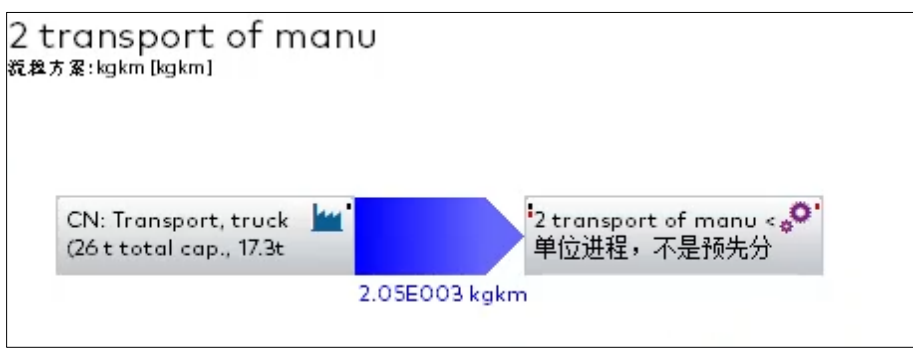 2 transport of manu
流程方案:kgkm [kgkm]
CN: Transport, truck
(26 t total cap., 17.3t
2 transport of manu <
单位进程，不是预先分
2.05E003 kgkm